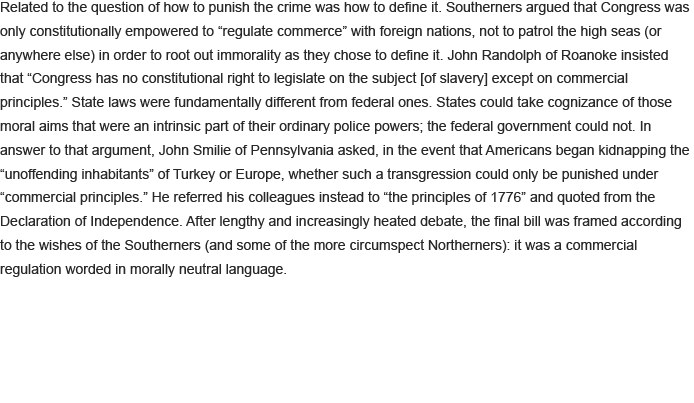 Related to the question of how to punish the crime was how to define it. Southerners argued that Congress was
only constitutionally empowered to “regulate commerce” with foreign nations, not to patrol the high seas (or
anywhere else) in order to root out immorality as they chose to define it. John Randolph of Roanoke insisted
that “Congress has no constitutional right to legislate on the subject [of slavery] except on commercial
principles.” State laws were fundamentally different from federal ones. States could take cognizance of those
moral aims that were an intrinsic part of their ordinary police powers; the federal government could not. In
answer to that argument, John Smilie of Pennsylvania asked, in the event that Americans began kidnapping the
“unoffending inhabitants” of Turkey or Europe, whether such a transgression could only be punished under
“commercial principles.” He referred his colleagues instead to “the principles of 1776” and quoted from the
Declaration of Independence. After lengthy and increasingly heated debate, the final bill was framed according
to the wishes of the Southerners (and some of the more circumspect Northerners): it was a commercial
regulation worded in morally neutral language.